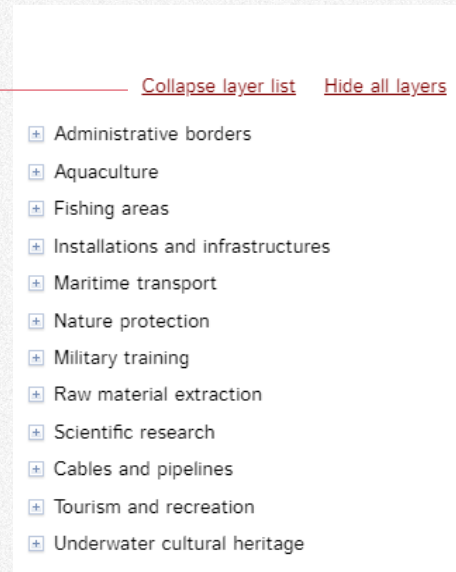 Collapse layer list Hide all layers
Administrative borders
Aquaculture
Fishing areas
Installations and infrastructures
Maritime transport
Nature protection
Military training
Raw material extraction
Scientific research
Cables and pipelines
Tourism and recreation
Underwater cultural heritage